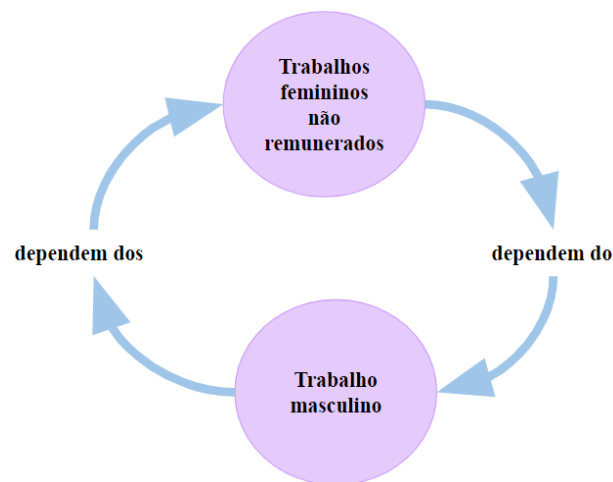 Trabalhos
femininos
não
remunerados
dependem dos
dependem do
Trabalho
masculino